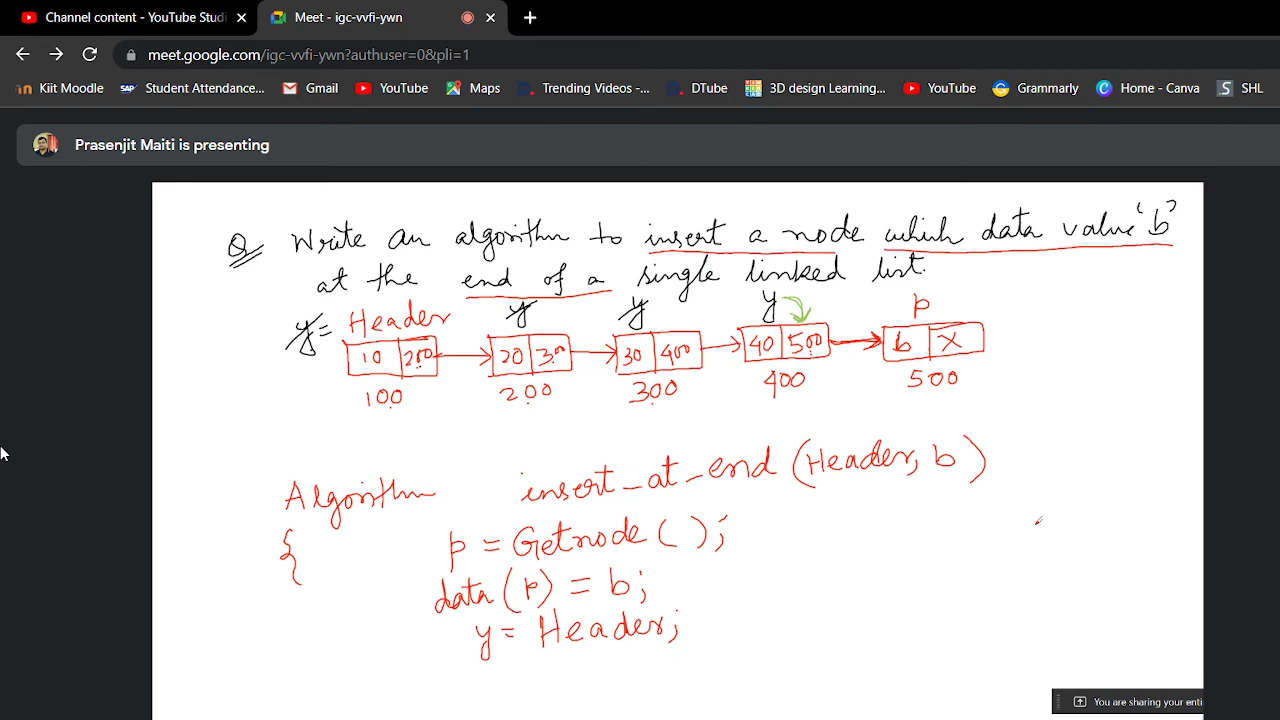 Channel content - YouTube Studi
Meet - igc-vvfi-ywn
meet.google.com/igc-vvfi-ywn?authuser=0&pli=1
Kiit Moodle Student Attendance... Gmail YouTube Maps Trending Videos -... DTube 3D design Learning... YouTube Grammarly Home - Canva SHL
Prasenjit Maiti is presenting
Q Write an algorithm to insert a node which data value 'b'
at the end of a single linked list.
y = Header y y y p
10 200 20 300 30 400 40 500 b X
100 200 300 400 500
Algorithm insert_at_end (Header, b)
{ p = Getnode ( );
data (p) = b;
y = Header;
You are sharing your enti